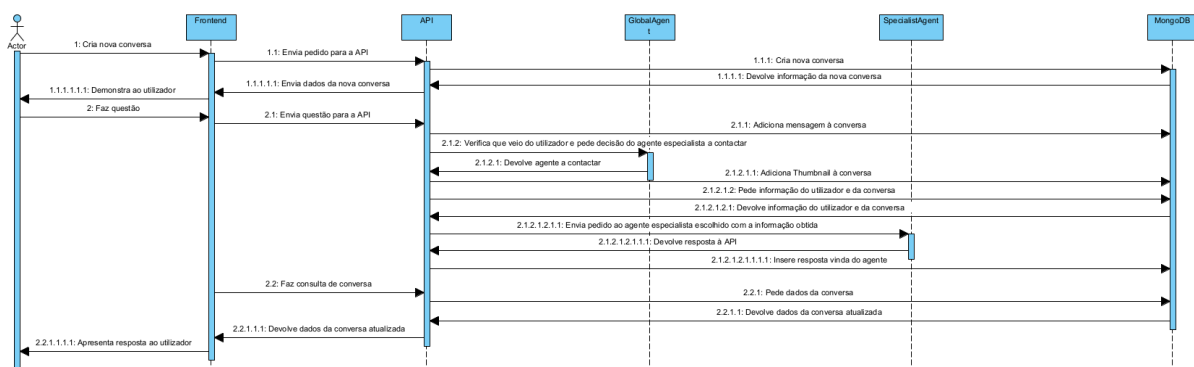 Frontend
API
GlobalAgen
t
SpecialistAgent
MongoDB
Actor
1: Cria nova conversa
1.1: Envia pedido para a API
1.1.1: Cria nova conversa
1.1.1.1: Devolve informação da nova conversa
1.1.1.1.1: Envia dados da nova conversa
1.1.1.1.1.1: Demonstra ao utilizador
2: Faz questão
2.1: Envia questão para a API
2.1.1: Adiciona mensagem à conversa
2.1.2: Verifica que veio do utilizador e pede decisão do agente especialista a contactar
2.1.2.1: Devolve agente a contactar
2.1.2.1.1: Adiciona Thumbnail à conversa
2.1.2.1.2: Pede informação do utilizador e da conversa
2.1.2.1.2.1: Devolve informação do utilizador e da conversa
2.1.2.1.2.1.1: Envia pedido ao agente especialista escolhido com a informação obtida
2.1.2.1.2.1.1.1: Devolve resposta à API
2.1.2.1.2.1.1.1.1: Insere resposta vinda do agente
2.2: Faz consulta de conversa
2.2.1: Pede dados da conversa
2.2.1.1: Devolve dados da conversa atualizada
2.2.1.1.1: Devolve dados da conversa atualizada
2.2.1.1.1.1: Apresenta resposta ao utilizador